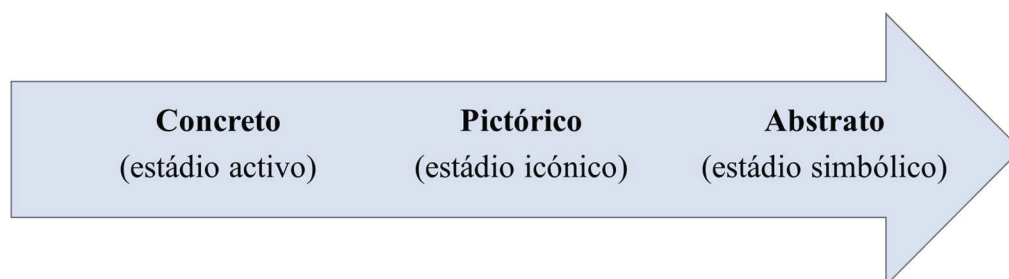 Concreto Pictórico Abstrato
(estádio activo) (estádio icónico) (estádio simbólico)